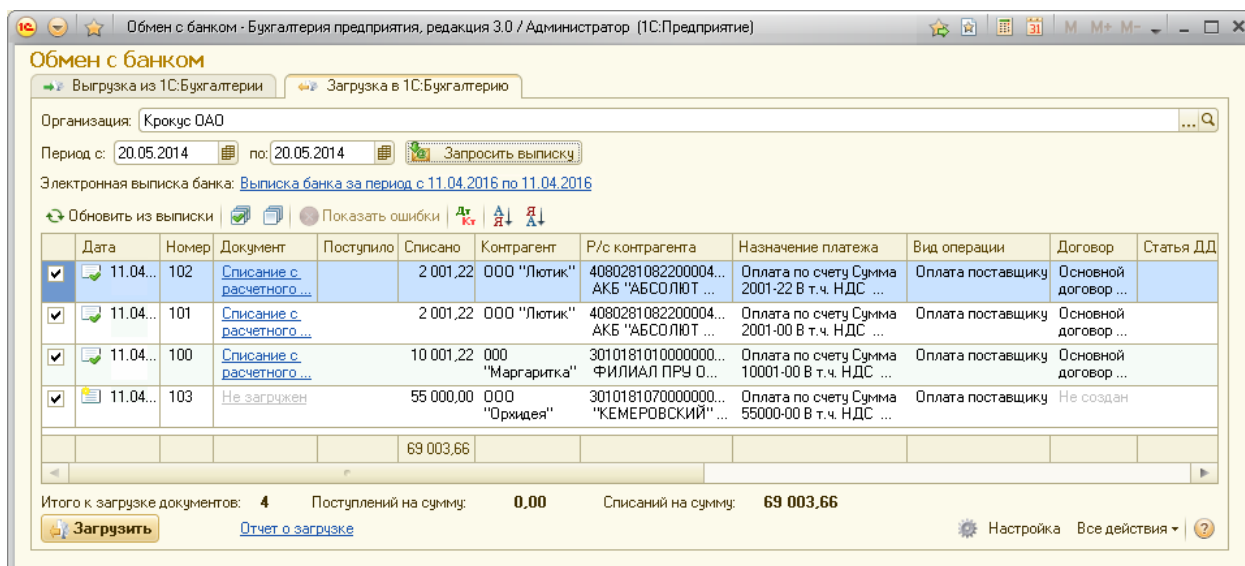 Обмен с банком - Бухгалтерия предприятия, редакция 3.0 / Администратор (1С:Предприятие) M M+ M-
Обмен с банком
Выгрузка из 1С:Бухгалтерии Загрузка в 1С:Бухгалтерию
Организация: Крокус ОАО ...
Период с: 20.05.2014 по: 20.05.2014 Запросить выписку
Электронная выписка банка: Выписка банка за период с 11.04.2016 по 11.04.2016
Обновить из выписки Показать ошибки Дт Кт А Я Я А
Дата Номер Документ Поступило Списано Контрагент Р/с контрагента Назначение платежа Вид операции Договор Статья ДД
11.04... 102 Списание с 2 001,22 ООО "Лютик" 4080281082200004... Оплата по счету Сумма Оплата поставщику Основной
расчетного ... АКБ "АБСОЛЮТ ... 2001-22 В т.ч. НДС ... договор ...
11.04... 101 Списание с 2 001,22 ООО "Лютик" 4080281082200004... Оплата по счету Сумма Оплата поставщику Основной
расчетного ... АКБ "АБСОЛЮТ ... 2001-00 В т.ч. НДС ... договор ...
11.04... 100 Списание с 10 001,22 ООО 3010181010000000... Оплата по счету Сумма Оплата поставщику Основной
расчетного ... "Маргаритка" ФИЛИАЛ ПРУ О... 10001-00 В т.ч. НДС ... договор ...
11.04... 103 Не загружен 55 000,00 ООО 3010181070000000... Оплата по счету Сумма Оплата поставщику Не создан
"Орхидея" "КЕМЕРОВСКИЙ"... 55000-00 В т.ч. НДС ...
69 003,66
Итого к загрузке документов: 4 Поступлений на сумму: 0,00 Списаний на сумму: 69 003,66
Загрузить Отчет о загрузке Настройка Все действия ?